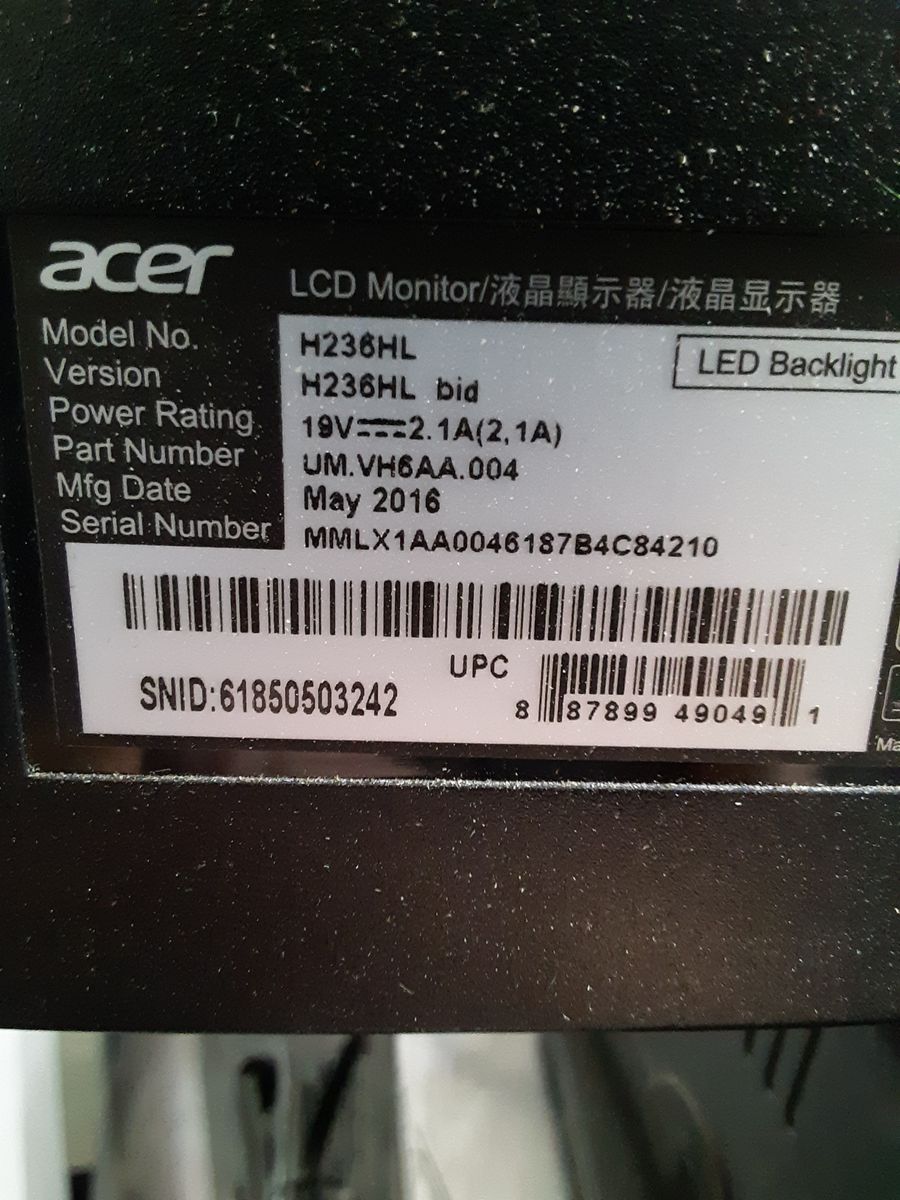 acer
LCD Monitor/液晶顯示器/液晶显示器
Model No. H236HL
LED Backlight
Version H236HL bid
Power Rating 19V⎓2.1A(2,1A)
Part Number UM.VH6AA.004
Mfg Date May 2016
Serial Number MMLX1AA0046187B4C84210
SNID:61850503242
UPC
8 87899 49049 1